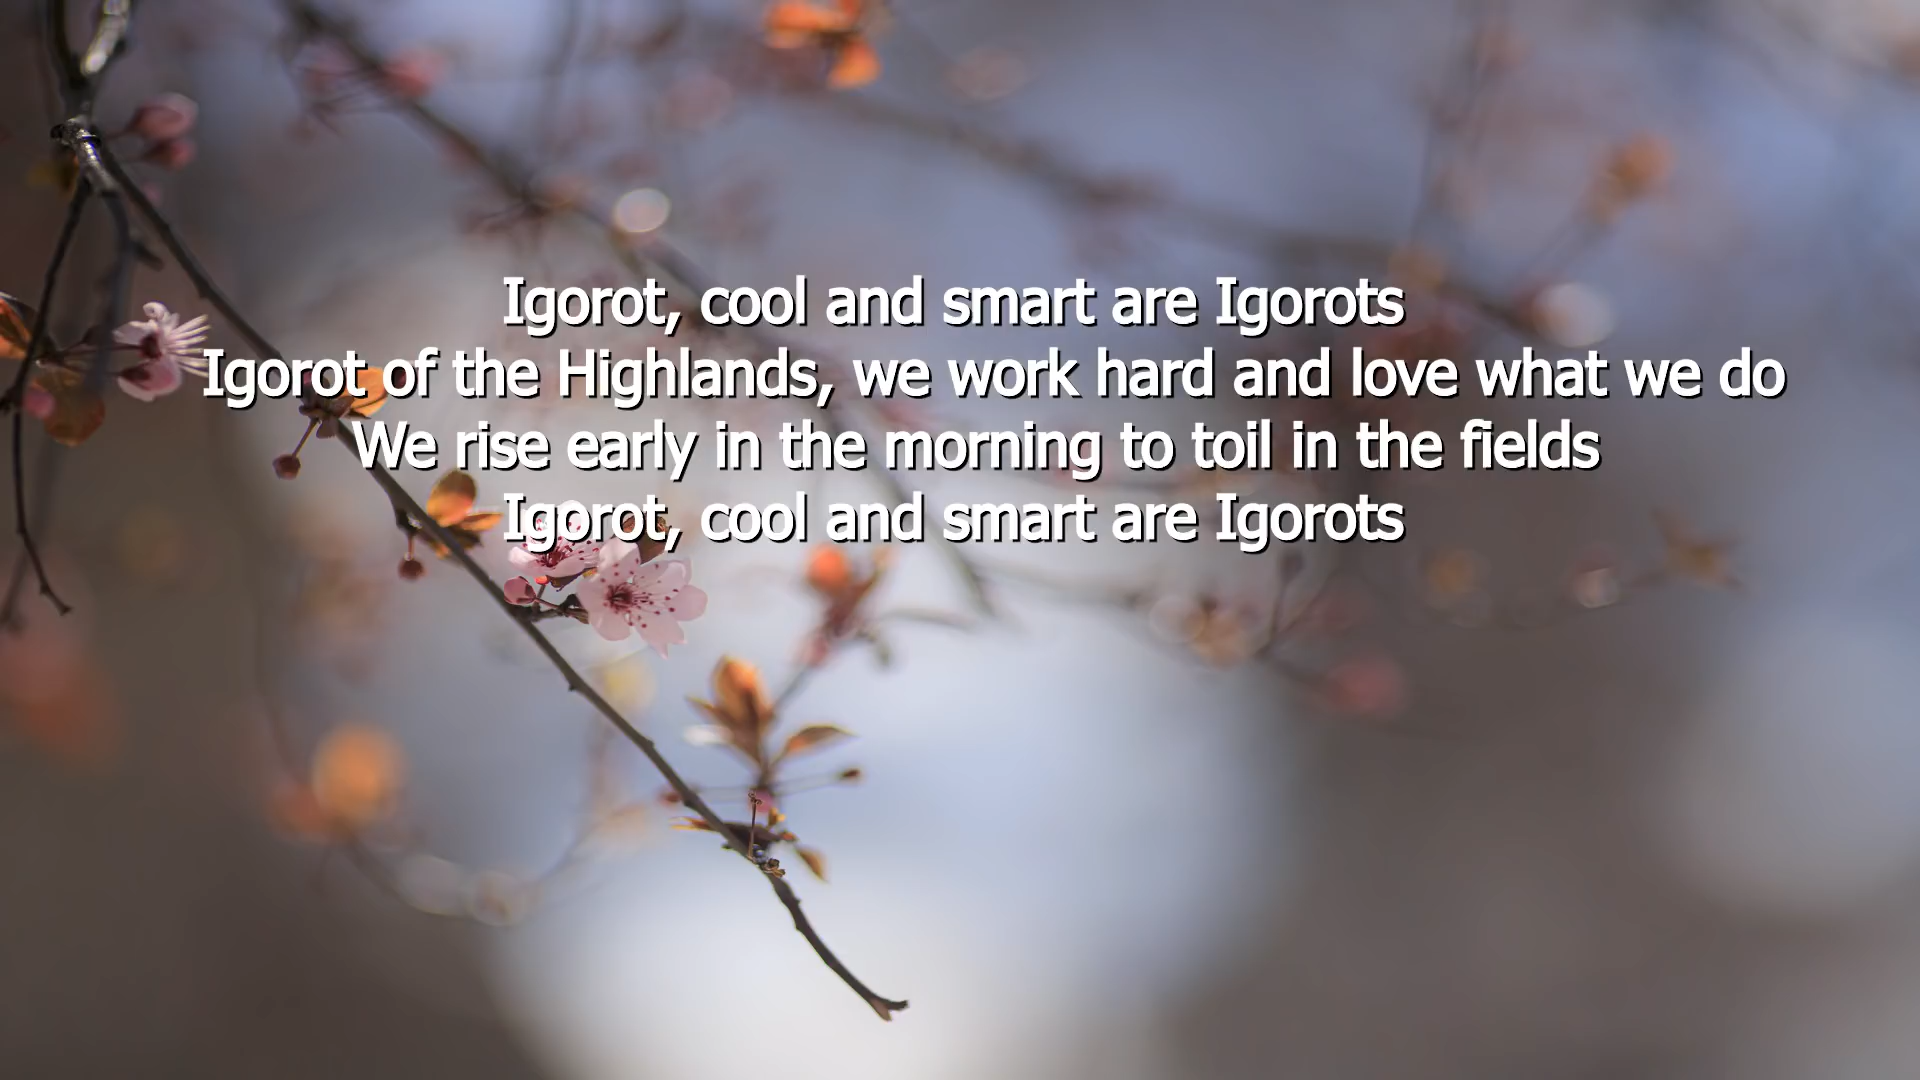 Igorot, cool and smart are Igorots
Igorot of the Highlands, we work hard and love what we do
We rise early in the morning to toil in the fields
Igorot, cool and smart are Igorots